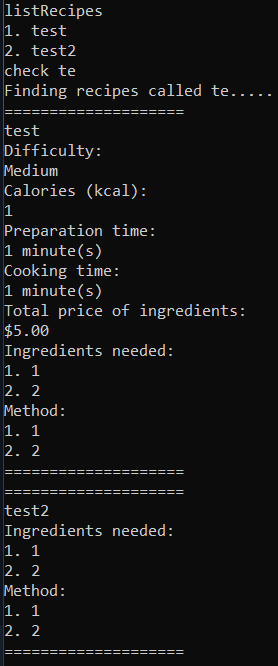 listRecipes
1. test
2. test2
check te
Finding recipes called te.....
====================
test
Difficulty:
Medium
Calories (kcal):
1
Preparation time:
1 minute(s)
Cooking time:
1 minute(s)
Total price of ingredients:
$5.00
Ingredients needed:
1. 1
2. 2
Method:
1. 1
2. 2
====================
====================
test2
Ingredients needed:
1. 1
2. 2
Method:
1. 1
2. 2
====================